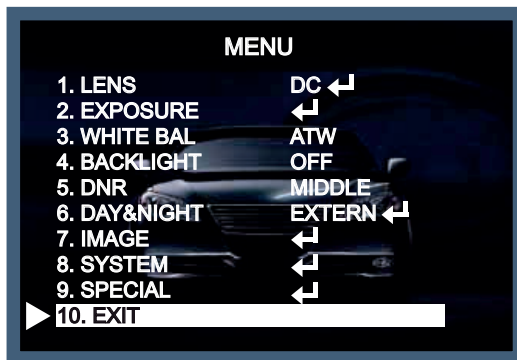 MENU
1. LENS DC
2. EXPOSURE
3. WHITE BAL ATW
4. BACKLIGHT OFF
5. DNR MIDDLE
6. DAY&NIGHT EXTERN
7. IMAGE
8. SYSTEM
9. SPECIAL
10. EXIT